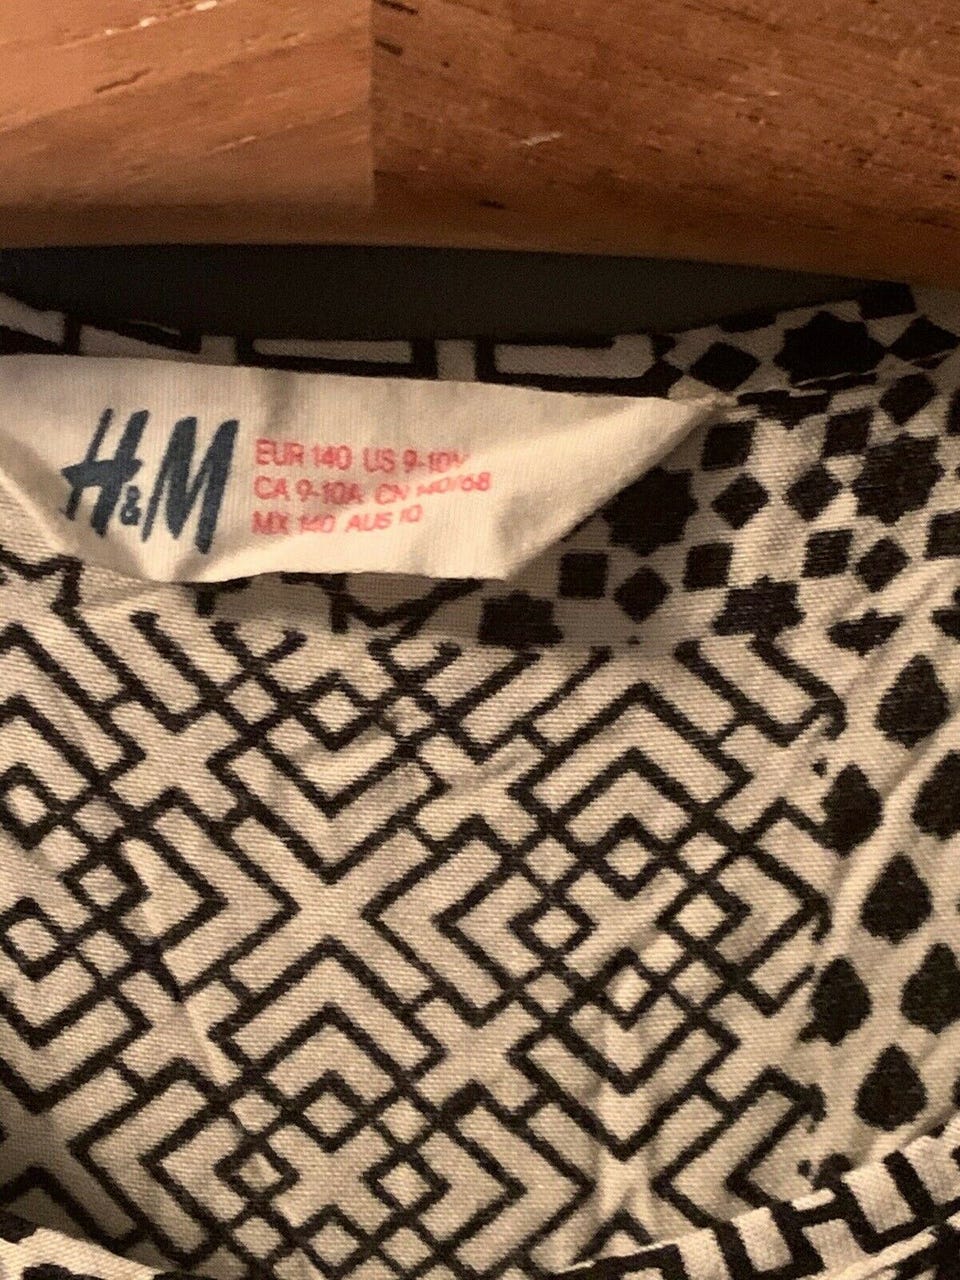 H&M
EUR 140 US 9-10Y
CA 9-10A CN 140/68
MX 140 AUS 10